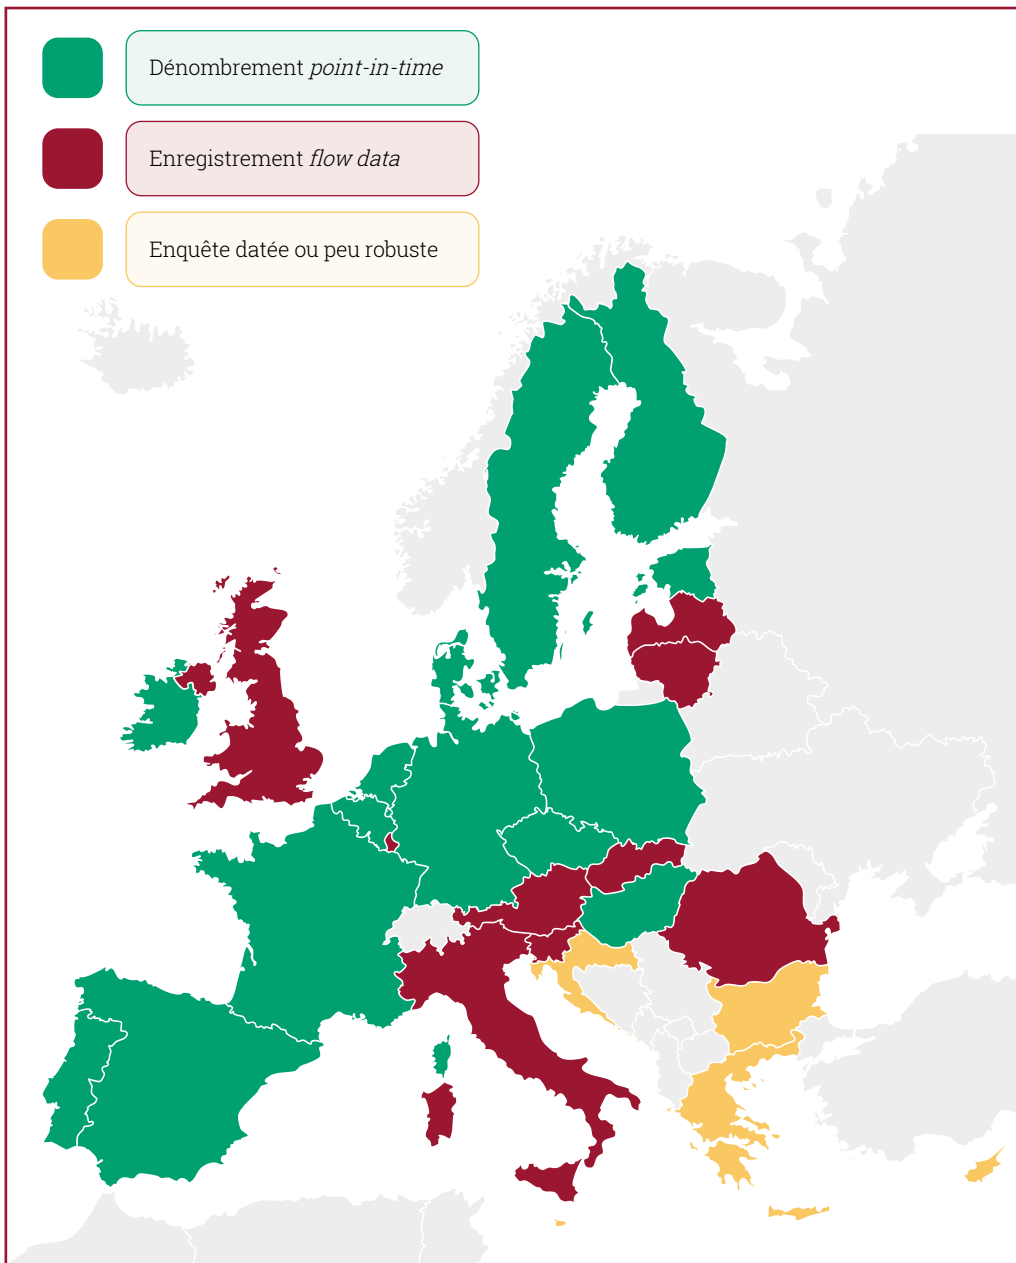 Dénombrement point-in-time
Enregistrement flow data
Enquête datée ou peu robuste